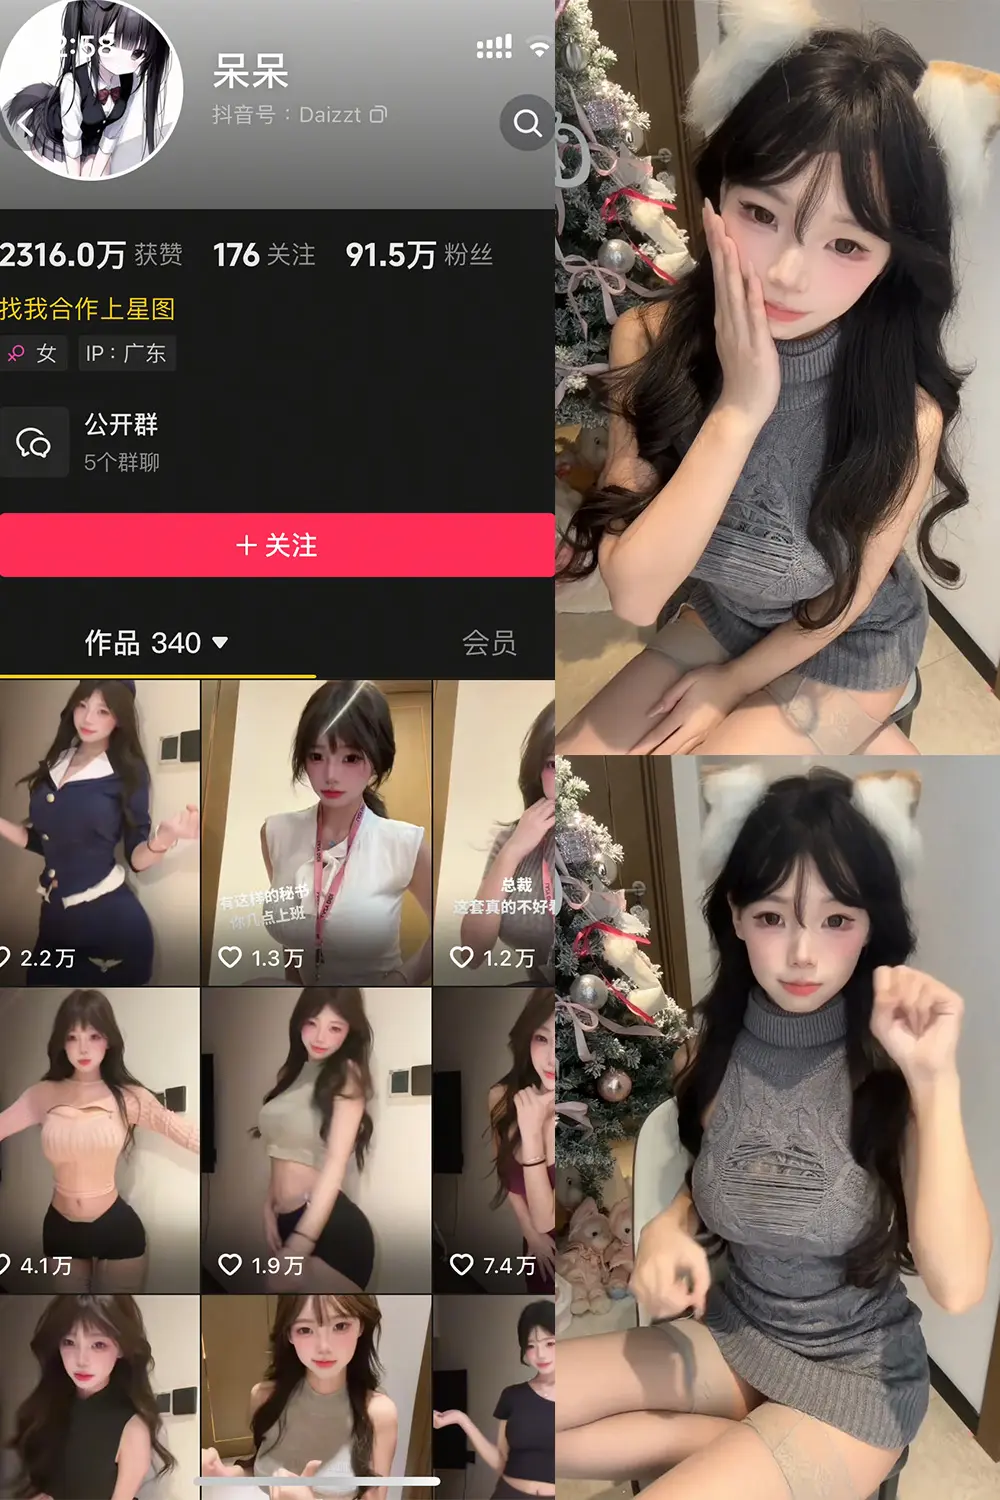 2:58
呆呆
抖音号：Daizzt
2316.0万 获赞 176 关注 91.5万 粉丝
找我合作上星图
女 IP：广东
公开群
5个群聊
+ 关注
作品 340 会员
有这样的秘书
你几点上班
总裁
这套真的不好
2.2万 1.3万 1.2万
4.1万 1.9万 7.4万